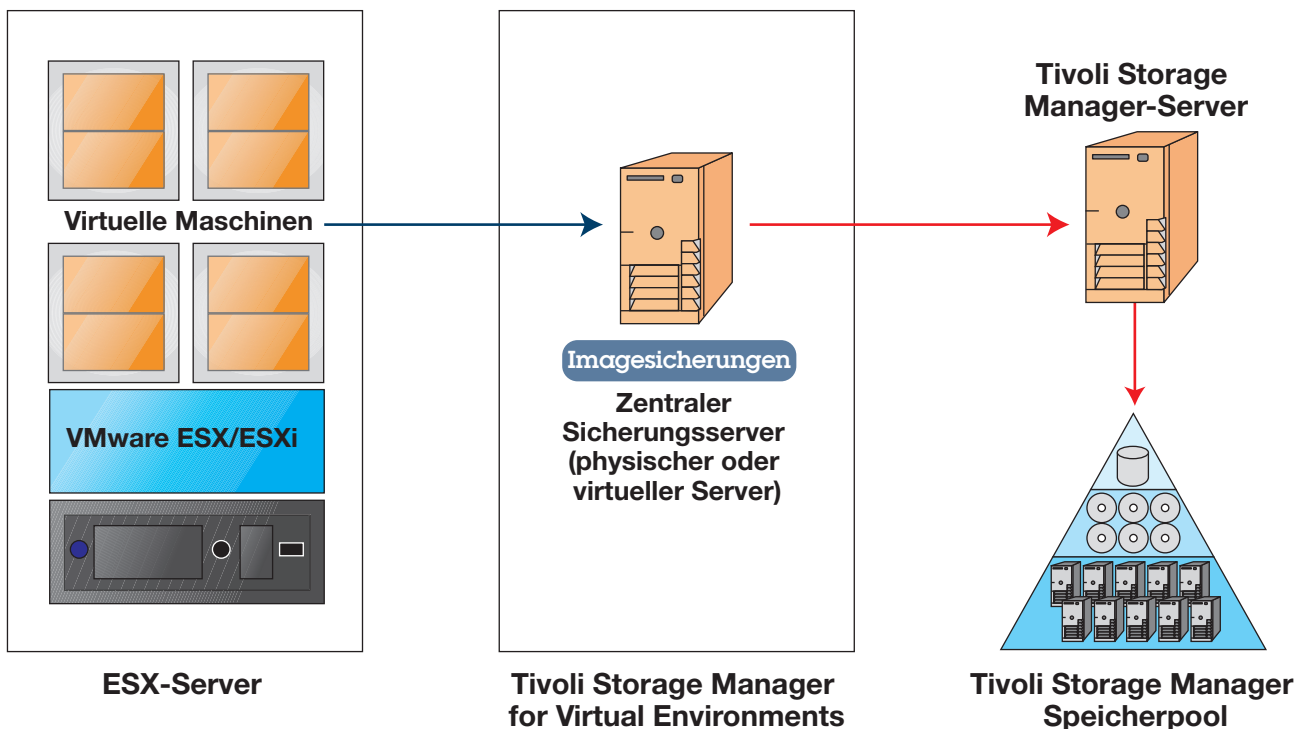 Virtuelle Maschinen
VMware ESX/ESXi
ESX-Server
Imagesicherungen
Zentraler
Sicherungsserver
(physischer oder
virtueller Server)
Tivoli Storage Manager
for Virtual Environments
Tivoli Storage
Manager-Server
Tivoli Storage Manager
Speicherpool